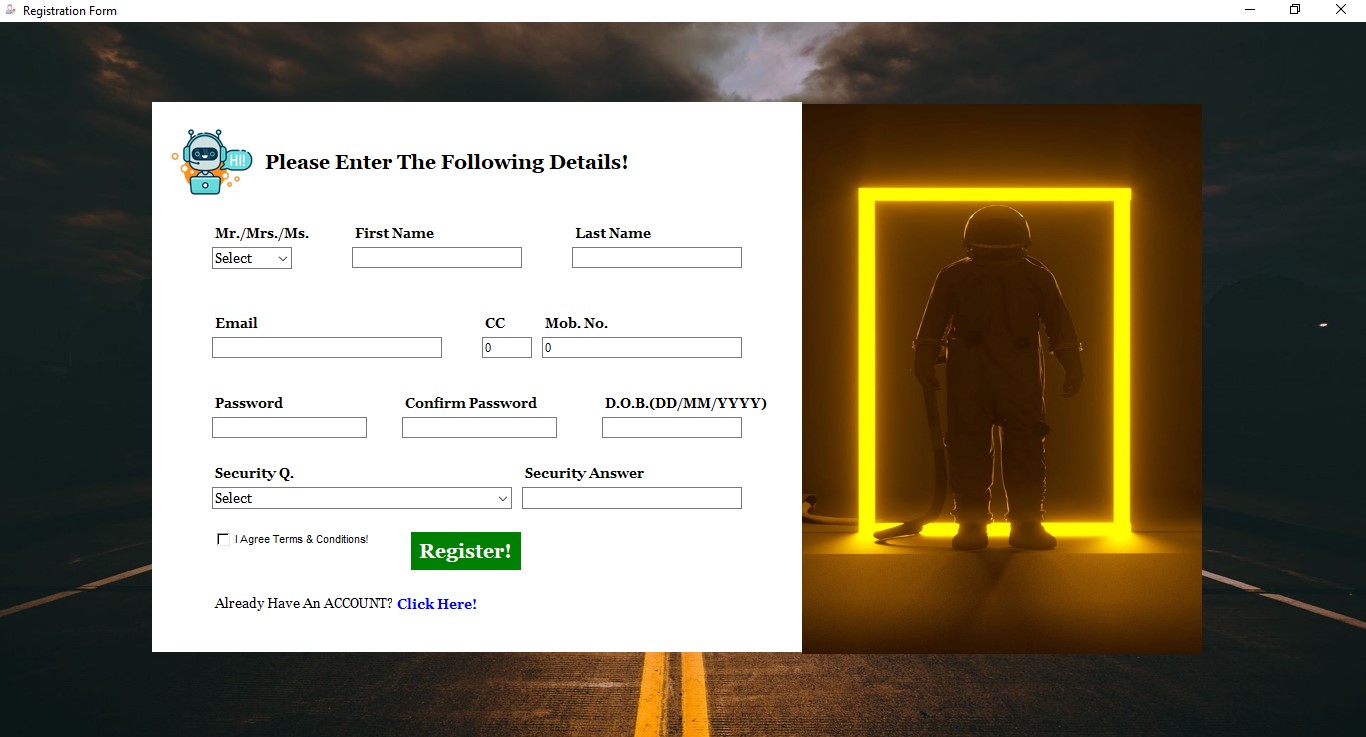 Registration Form
HI!
Please Enter The Following Details!
Mr./Mrs./Ms. First Name Last Name
Select
Email CC Mob. No.
0 0
Password Confirm Password D.O.B.(DD/MM/YYYY)
Security Q. Security Answer
Select
I Agree Terms & Conditions!
Register!
Already Have An ACCOUNT? Click Here!